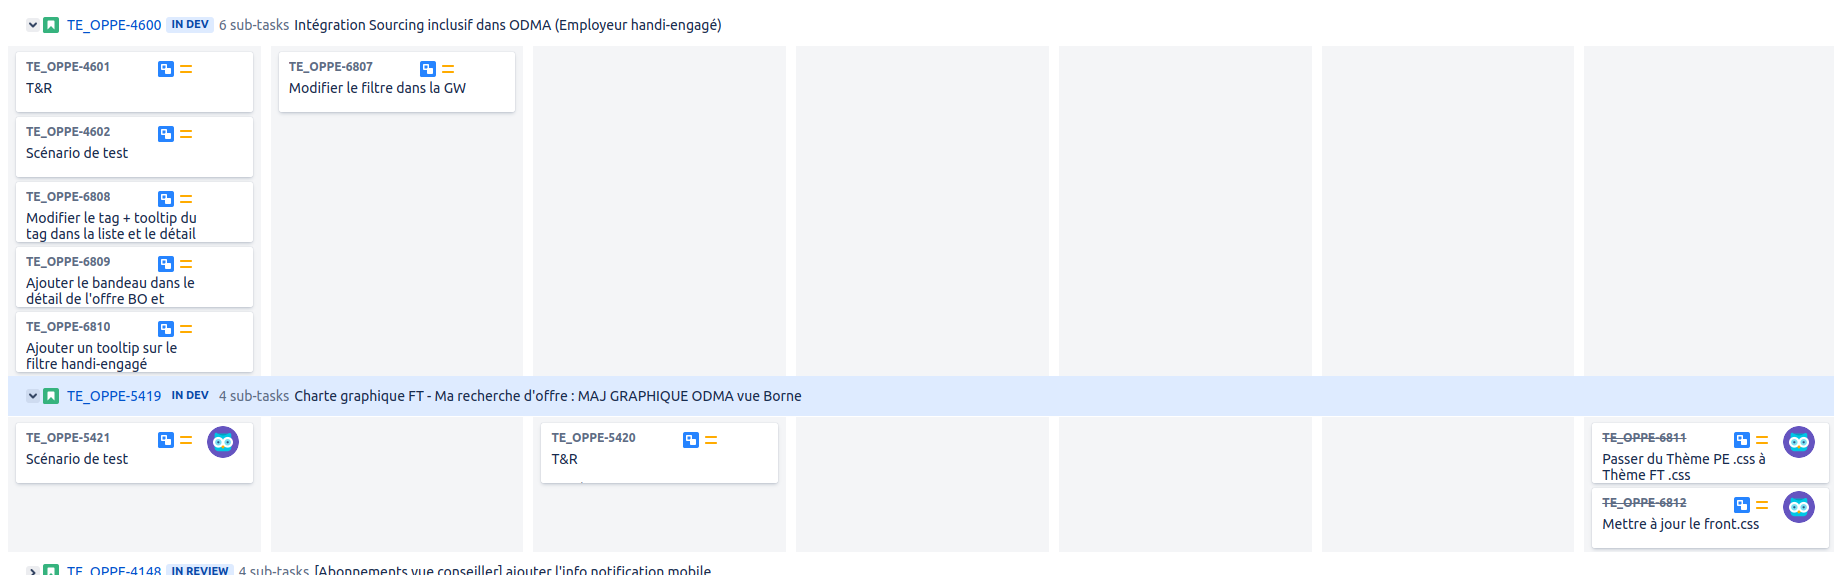 TE_OPPE-4600 IN DEV 6 sub-tasks Intégration Sourcing inclusif dans ODMA (Employeur handi-engagé)
TE_OPPE-4601
T&R
TE_OPPE-4602
Scénario de test
TE_OPPE-6808
Modifier le tag + tooltip du
tag dans la liste et le détail
TE_OPPE-6809
Ajouter le bandeau dans le
détail de l'offre BO et
TE_OPPE-6810
Ajouter un tooltip sur le
filtre handi-engagé
TE_OPPE-6807
Modifier le filtre dans la GW
TE_OPPE-5419 IN DEV 4 sub-tasks Charte graphique FT - Ma recherche d'offre : MAJ GRAPHIQUE ODMA vue Borne
TE_OPPE-5421
Scénario de test
TE_OPPE-5420
T&R
TE_OPPE-6811
Passer du Thème PE .css à
Thème FT .css
TE_OPPE-6812
Mettre à jour le front.css
TE_OPPE-4148 IN REVIEW 4 sub-tasks [Abonnements vue conseiller] ajouter l'info notification mobile